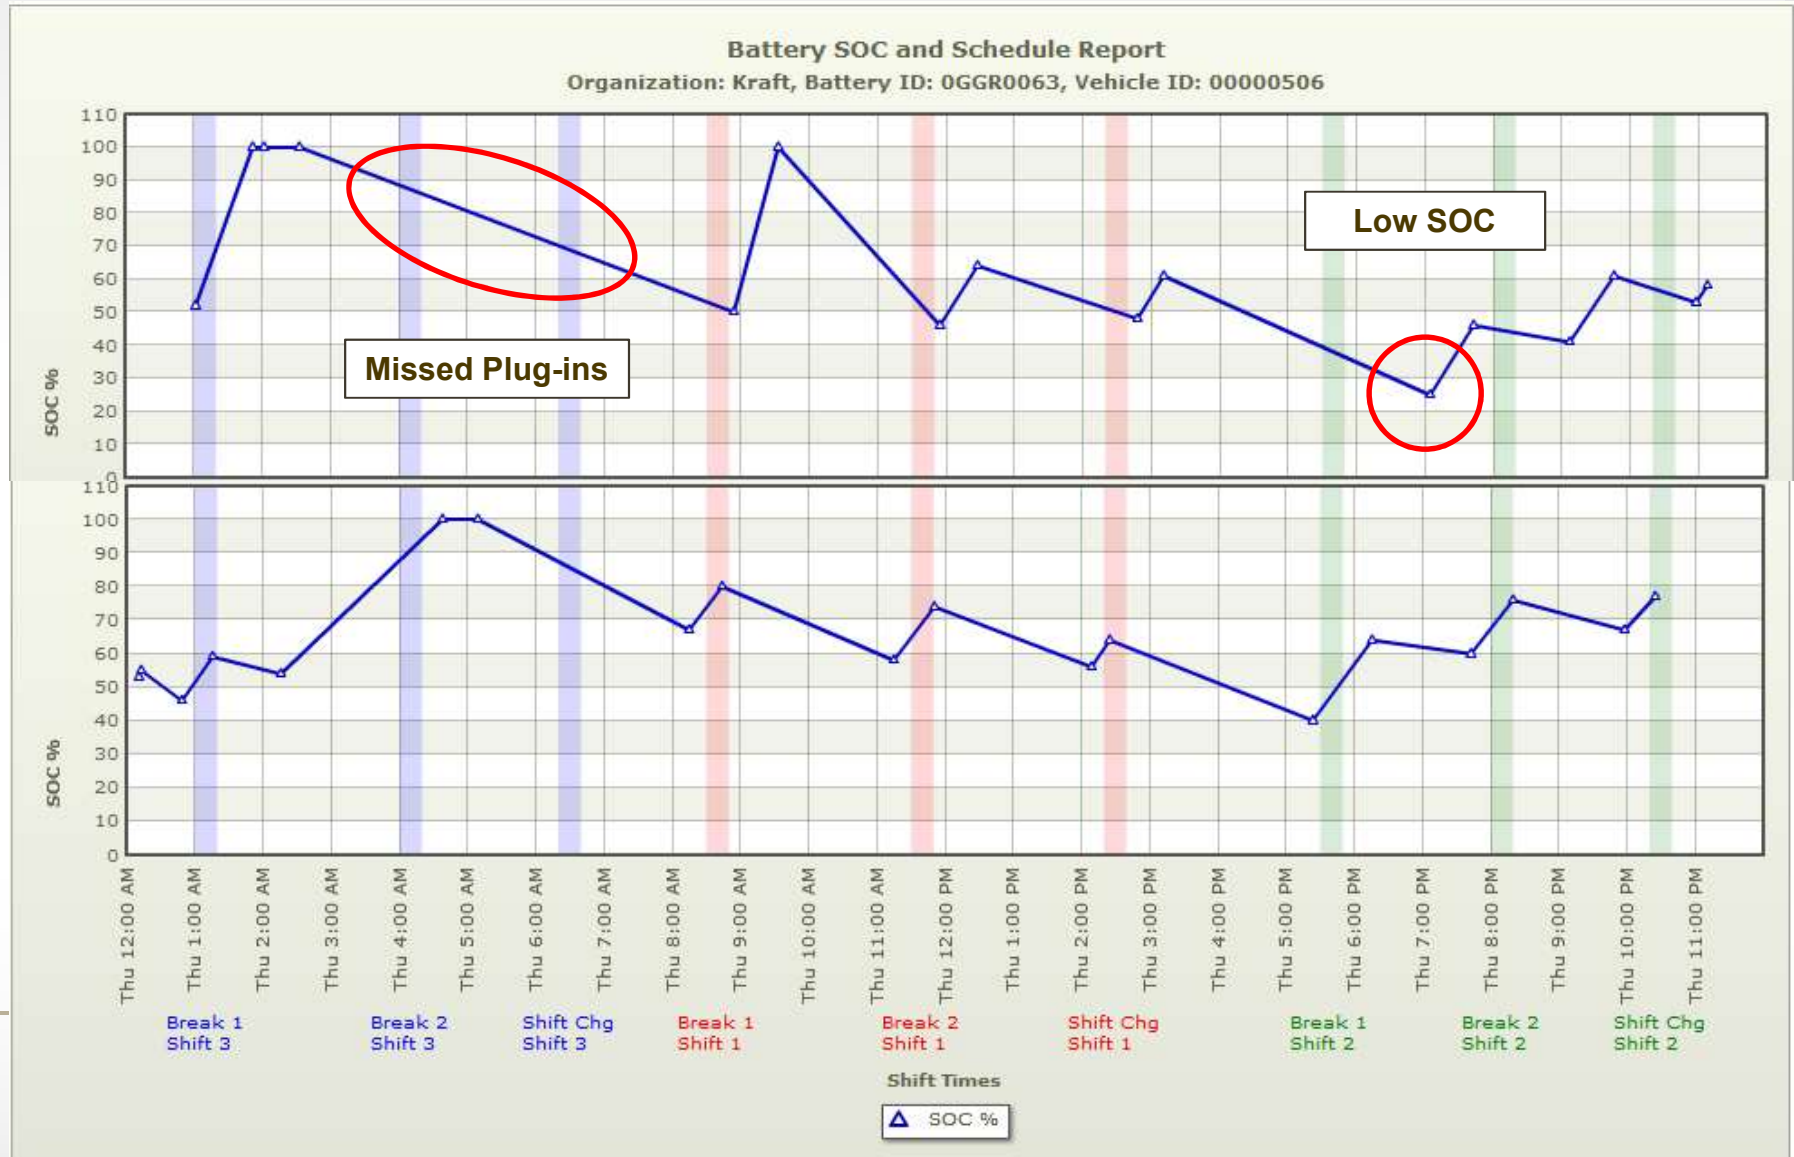 Battery SOC and Schedule Report
Organization: Kraft, Battery ID: 0GGR0063, Vehicle ID: 00000506
110
100
90
80
70
60
50
40
30
20
10
0
SOC %
Missed Plug-ins
Low SOC
110
100
90
80
70
60
50
40
30
20
10
0
SOC %
Thu 12:00 AM
Thu 1:00 AM
Thu 2:00 AM
Thu 3:00 AM
Thu 4:00 AM
Thu 5:00 AM
Thu 6:00 AM
Thu 7:00 AM
Thu 8:00 AM
Thu 9:00 AM
Thu 10:00 AM
Thu 11:00 AM
Thu 12:00 PM
Thu 1:00 PM
Thu 2:00 PM
Thu 3:00 PM
Thu 4:00 PM
Thu 5:00 PM
Thu 6:00 PM
Thu 7:00 PM
Thu 8:00 PM
Thu 9:00 PM
Thu 10:00 PM
Thu 11:00 PM
Break 1
Shift 3
Break 2
Shift 3
Shift Chg
Shift 3
Break 1
Shift 1
Break 2
Shift 1
Shift Chg
Shift 1
Break 1
Shift 2
Break 2
Shift 2
Shift Chg
Shift 2
Shift Times
SOC %